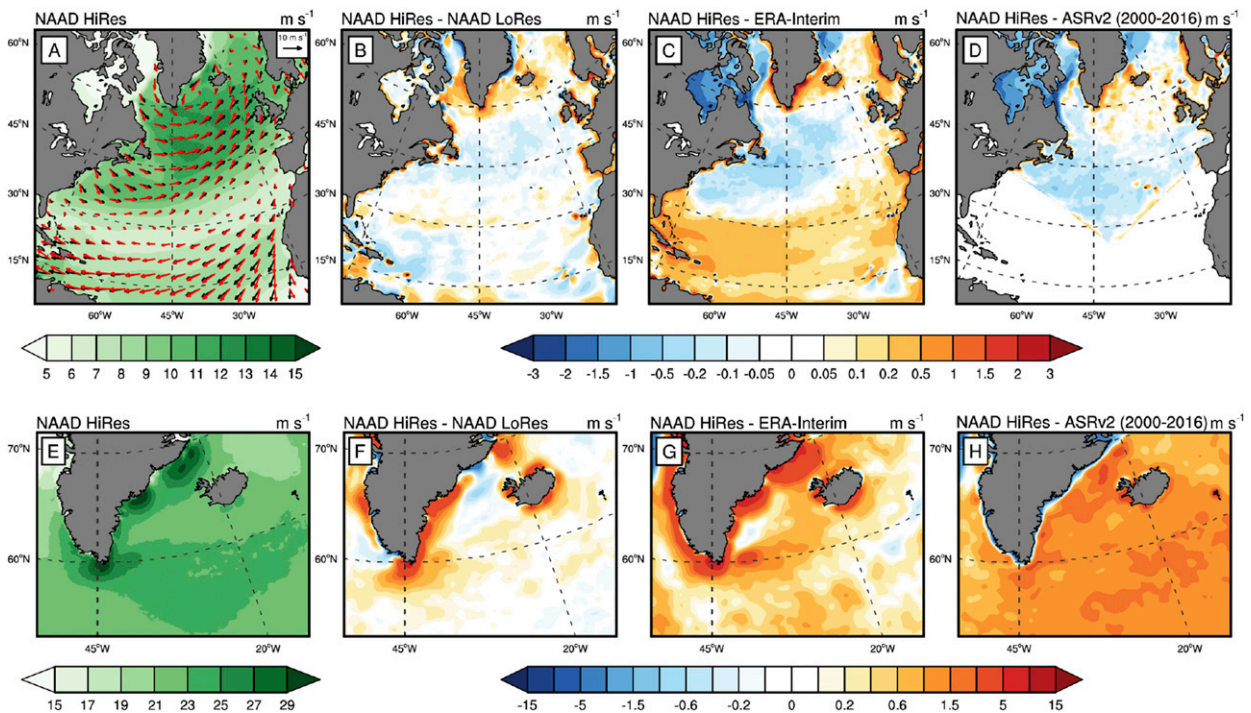 NAAD HiRes m s⁻¹
NAAD HiRes - NAAD LoRes m s⁻¹
NAAD HiRes - ERA-Interim m s⁻¹
NAAD HiRes - ASRv2 (2000-2016) m s⁻¹
60°N A 10 m s⁻¹ 60°N B 60°N C 60°N D
45°N 45°N 45°N 45°N
30°N 30°N 30°N 30°N
15°N 15°N 15°N 15°N
60°W 45°W 30°W 60°W 45°W 30°W 60°W 45°W 30°W 60°W 45°W 30°W
5 6 7 8 9 10 11 12 13 14 15
-3 -2 -1.5 -1 -0.5 -0.2 -0.1 -0.05 0 0.05 0.1 0.2 0.5 1 1.5 2 3
NAAD HiRes m s⁻¹
NAAD HiRes - NAAD LoRes m s⁻¹
NAAD HiRes - ERA-Interim m s⁻¹
NAAD HiRes - ASRv2 (2000-2016) m s⁻¹
70°N E 70°N F 70°N G 70°N H
60°N 60°N 60°N 60°N
45°W 20°W 45°W 20°W 45°W 20°W 45°W 20°W
15 17 19 21 23 25 27 29
-15 -5 -1.5 -0.6 -0.2 0 0.2 0.6 1.5 5 15